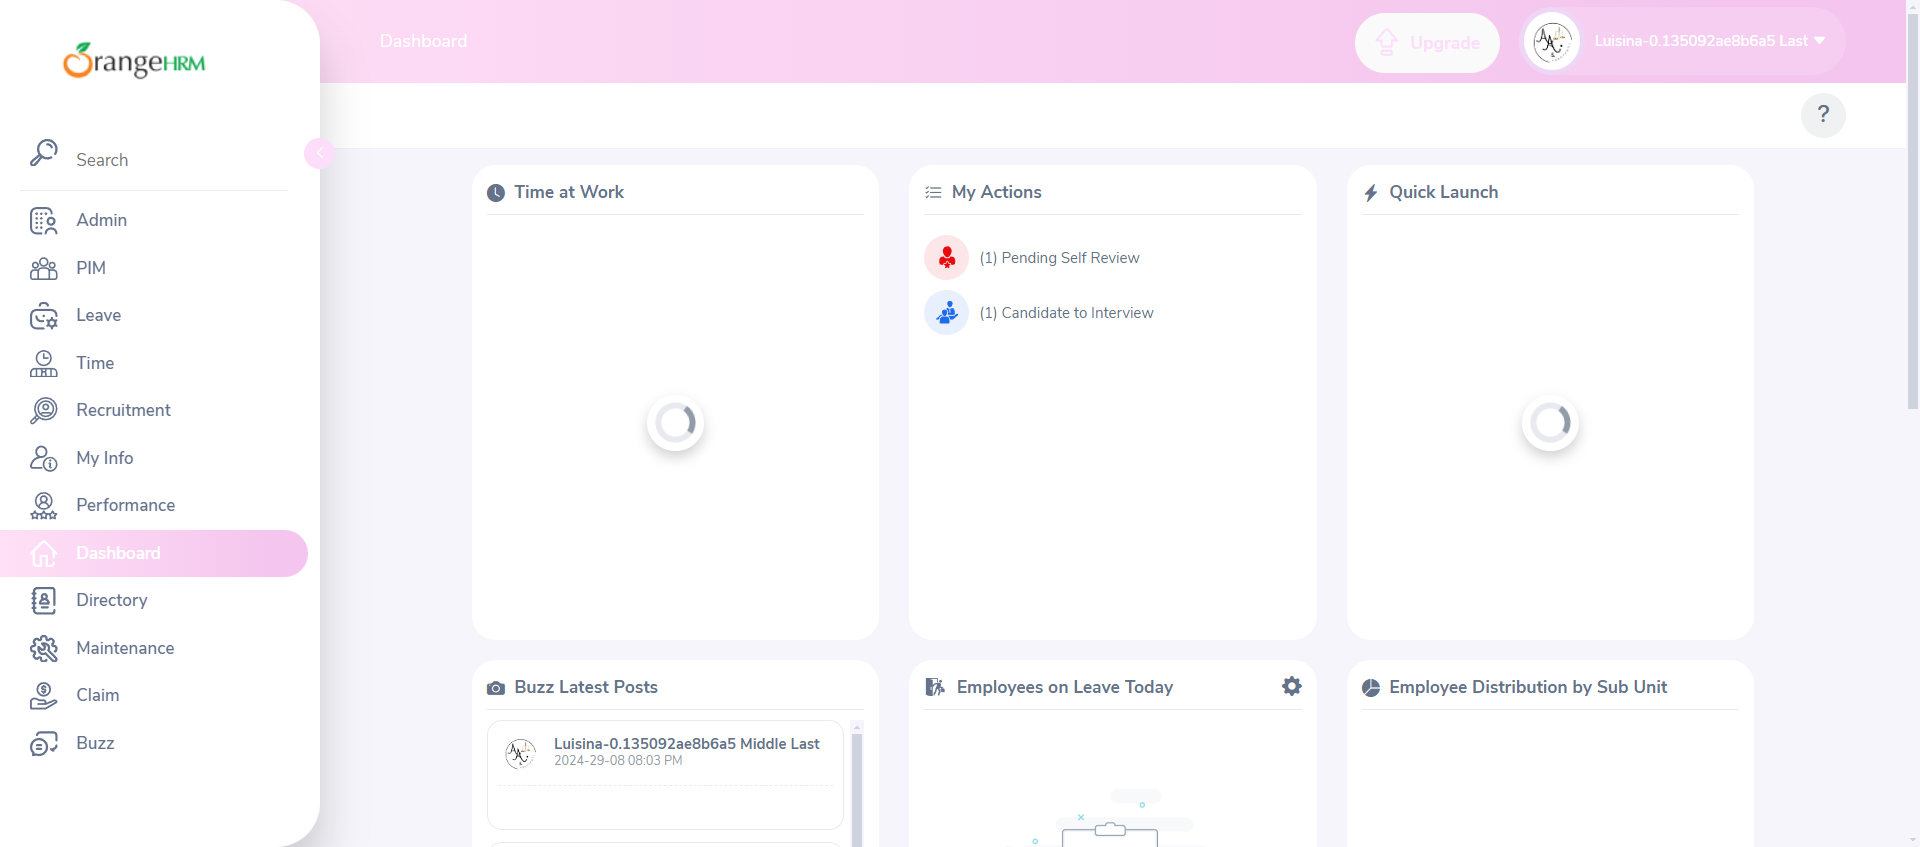 OrangeHRM
Search
Admin
PIM
Leave
Time
Recruitment
My Info
Performance
Dashboard
Directory
Maintenance
Claim
Buzz
Dashboard
Upgrade
Luisina-0.135092ae8b6a5 Last
?
Time at Work
My Actions
(1) Pending Self Review
(1) Candidate to Interview
Quick Launch
Buzz Latest Posts
Luisina-0.135092ae8b6a5 Middle Last
2024-29-08 08:03 PM
Employees on Leave Today
Employee Distribution by Sub Unit